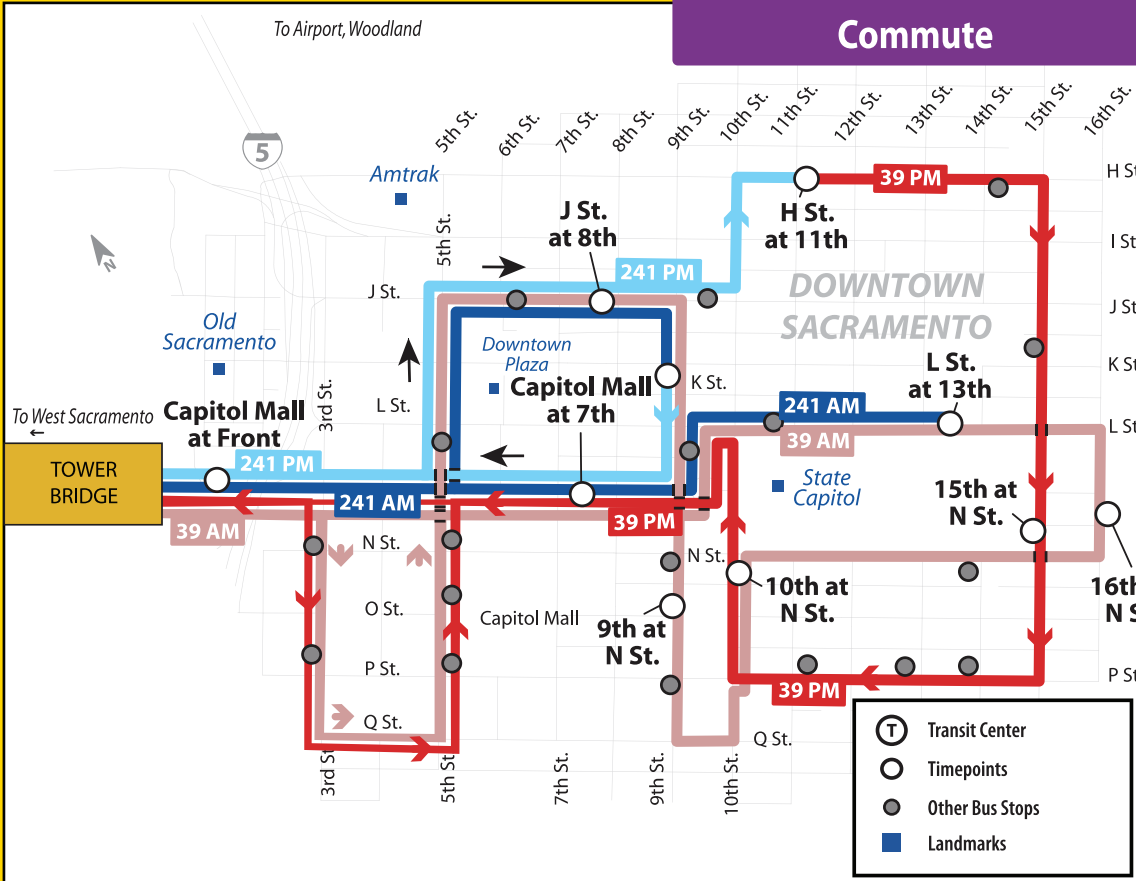 To Airport, Woodland
Commute
5th St.
6th St.
7th St.
8th St.
9th St.
10th St.
11th St.
12th St.
13th St.
14th St.
15th St.
16th St.
5
Amtrak
5th St.
J St.
at 8th
39 PM
H St.
at 11th
H St
I St
241 PM
J St.
DOWNTOWN
SACRAMENTO
J St
N
Old
Sacramento
Downtown
Plaza
K St.
K St
L St.
at 13th
To West Sacramento
←
Capitol Mall
at Front
3rd St.
L St.
Capitol Mall
at 7th
241 AM
39 AM
L St
TOWER
BRIDGE
241 PM
241 AM
State
Capitol
15th at
N St.
39 AM
39 PM
N St.
N St.
10th at
N St.
16th
N S
O St.
Capitol Mall
9th at
N St.
P St.
P St
39 PM
Q St.
Q St.
3rd St
5th St.
7th St.
9th St.
10th St.
T
Transit Center
Timepoints
Other Bus Stops
Landmarks